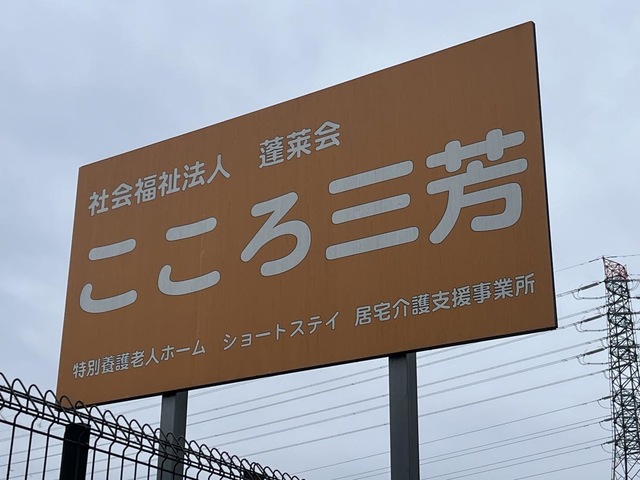 社会福祉法人　蓬莱会
こころ三芳
特別養護老人ホーム　ショートステイ　居宅介護支援事業所